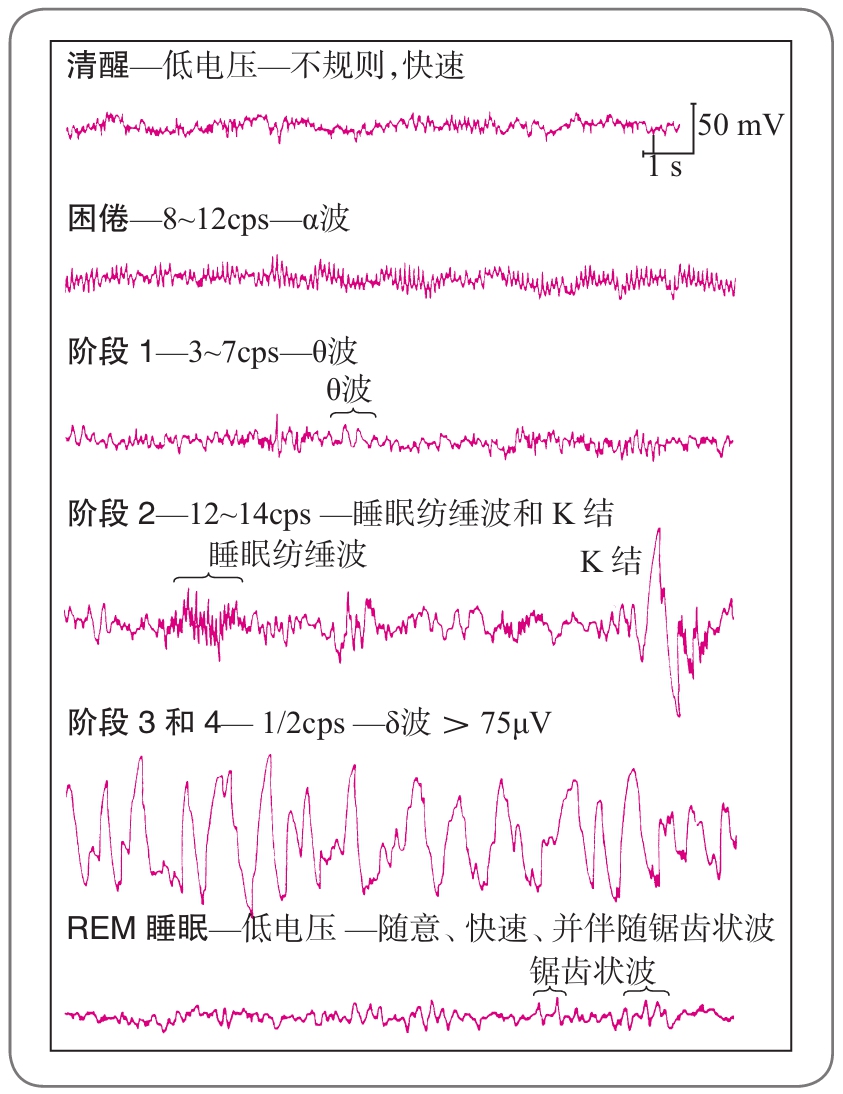 清醒—低电压—不规则,快速
50 mV
1 s
困倦—8~12cps—α波
阶段 1—3~7cps—θ波
θ波
阶段 2—12~14cps —睡眠纺缍波和 K 结
睡眠纺缍波
K 结
阶段 3 和 4— 1/2cps —δ波 > 75μV
REM 睡眠—低电压 —随意、快速、并伴随锯齿状波
锯齿状波